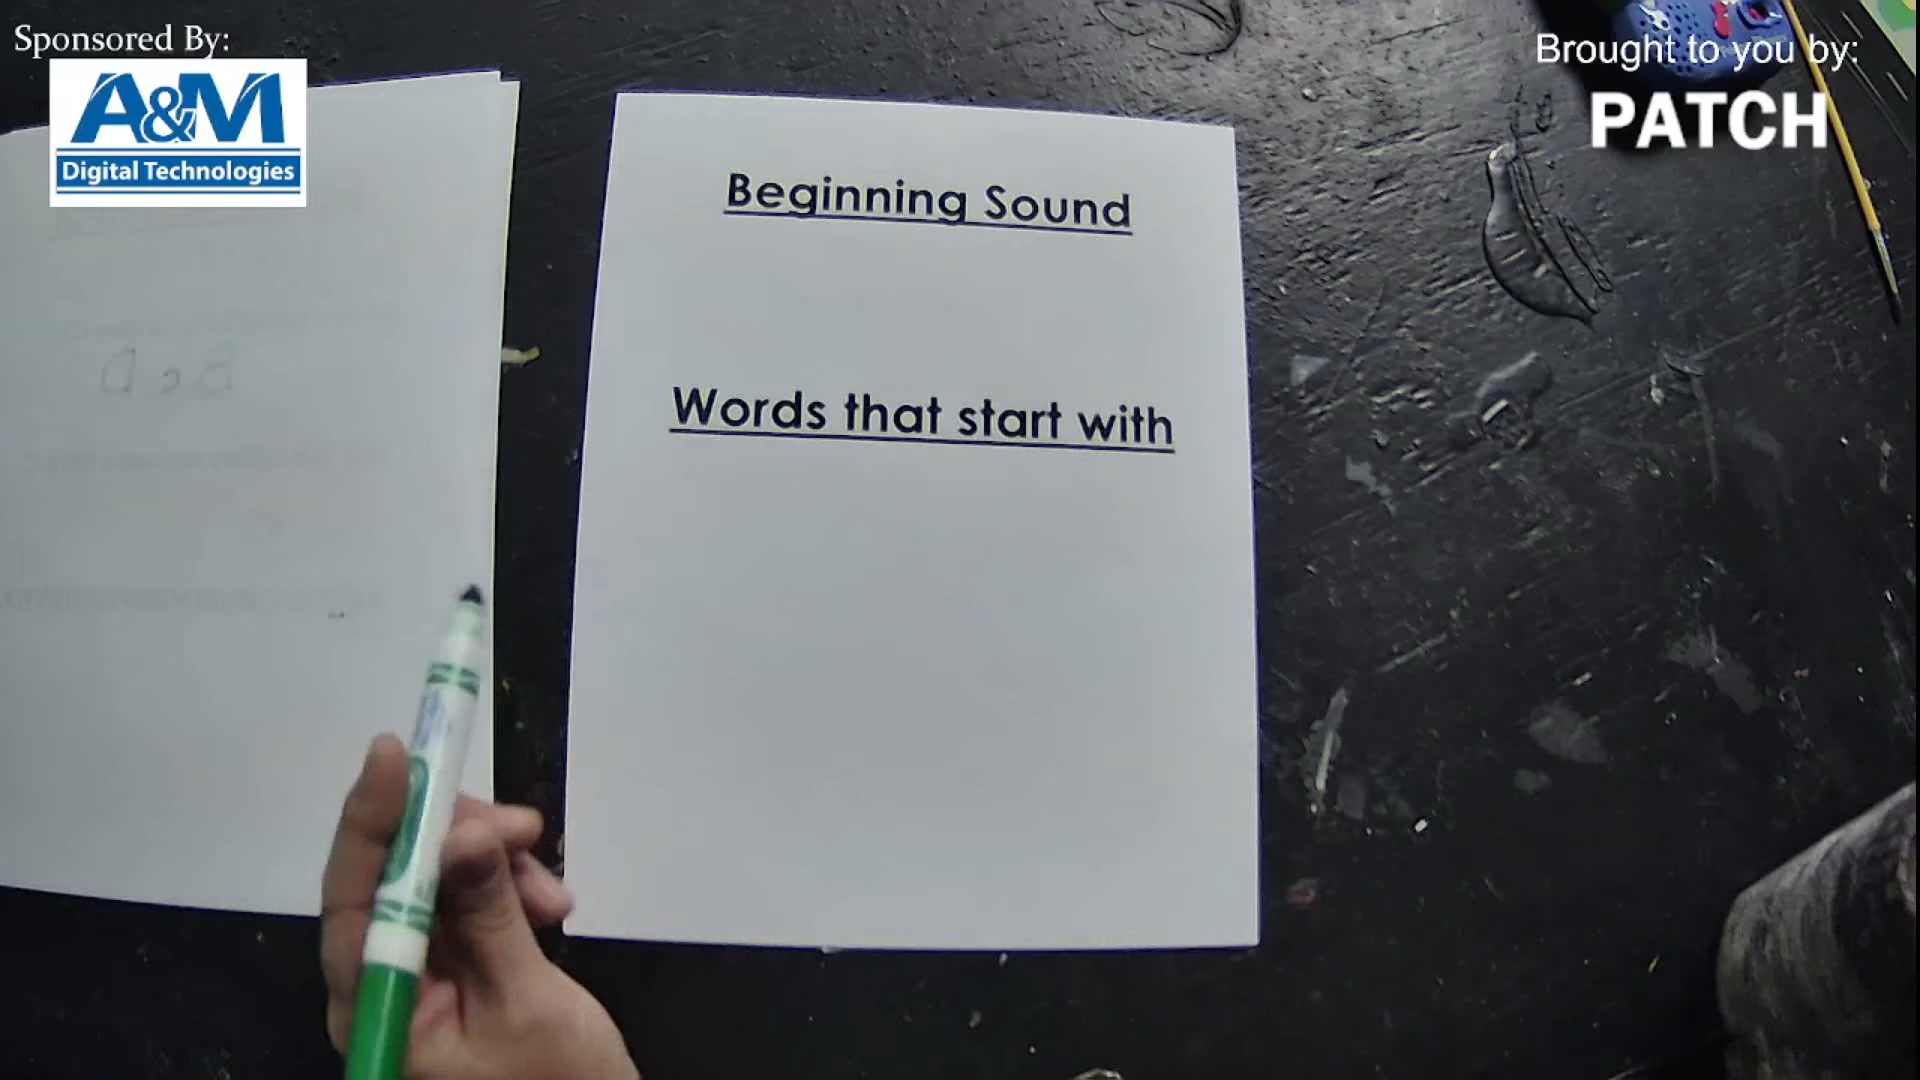 Sponsored By:
A&M
Digital Technologies
Brought to you by:
PATCH
Beginning Sound
Words that start with